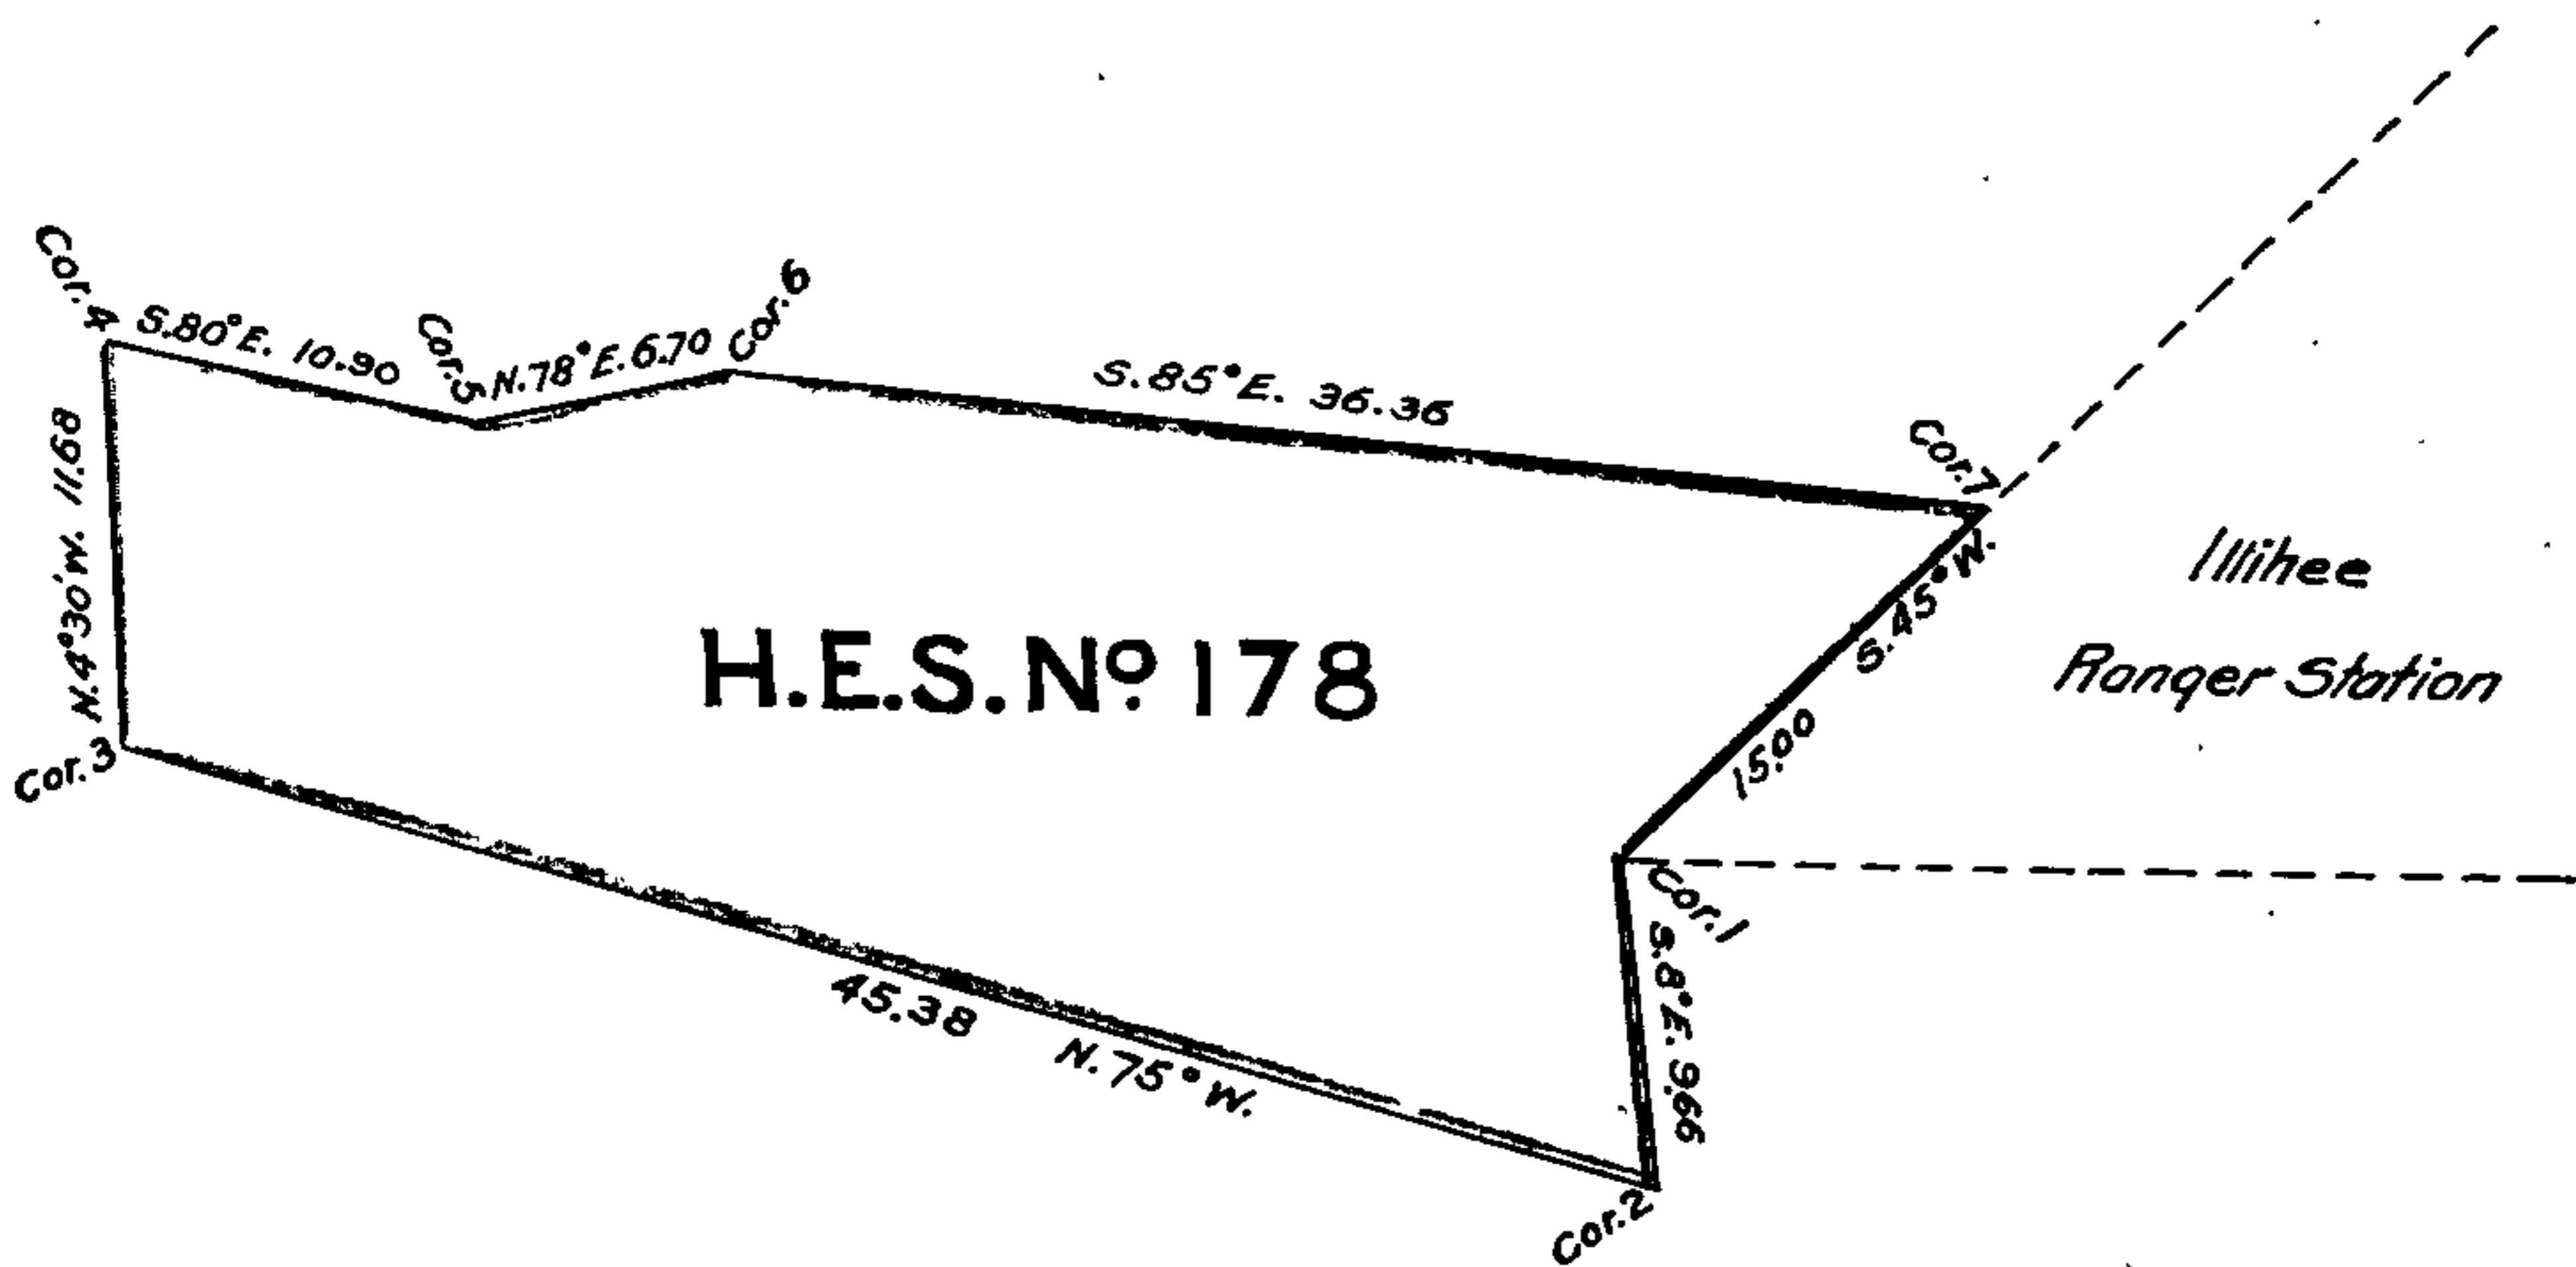 Cor. 4
S.80°E. 10.90
Cor. 5
N.78°E. 6.70
Cor. 6
S.85°E. 36.36
Cor. 7
S.45°W.
15.00
Illihee
Ranger Station
H.E.S. No 178
N.4°30'W. 11.68
Cor. 3
Cor. 1
S.8°E. 9.66
45.38
N.75°W.
Cor. 2